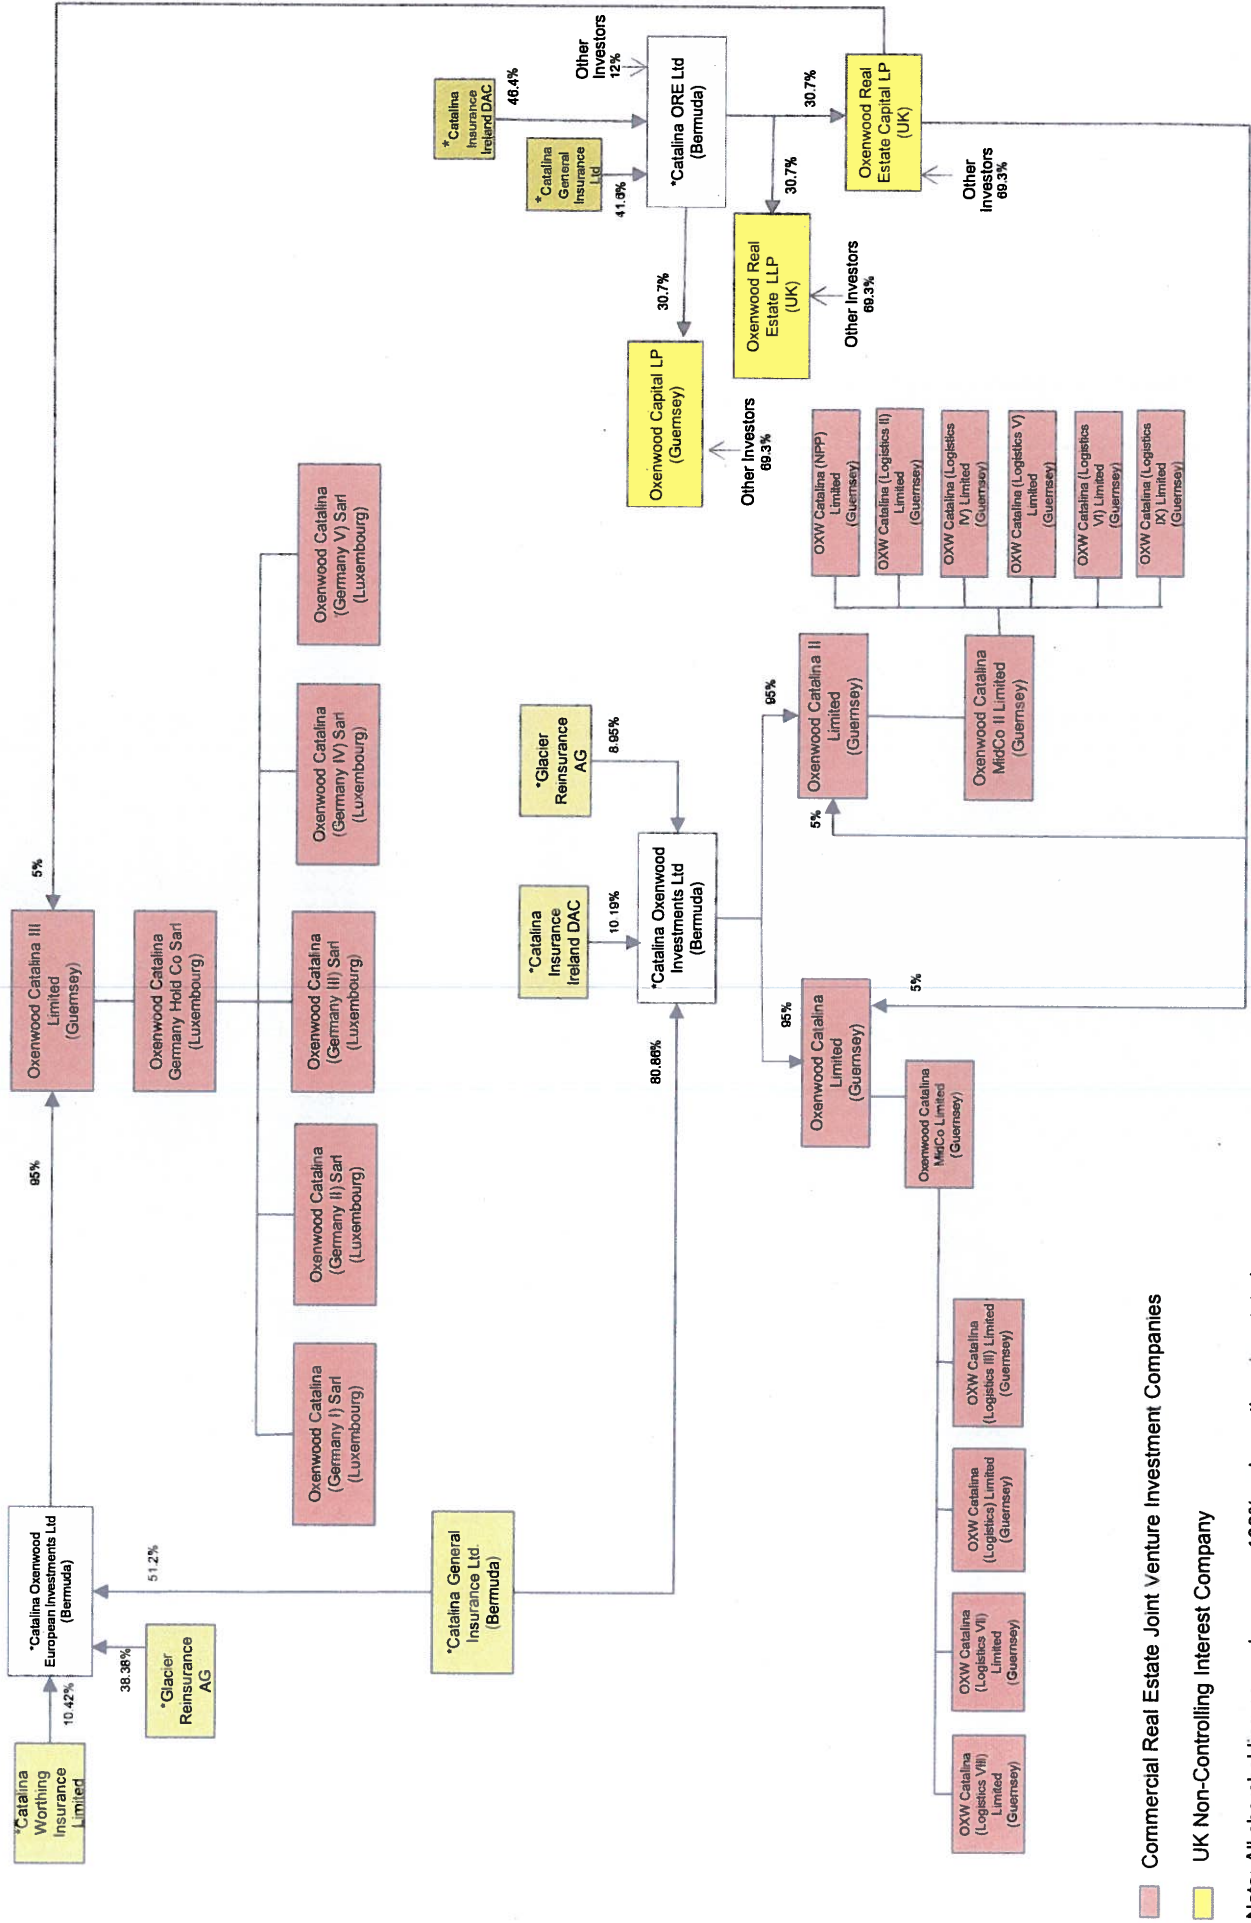 *Catalina
Worthing
Insurance
Limited
10.42%
*Glacier
Reinsurance
AG
38.38%
*Catalina Oxenwood
European Investments Ltd
(Bermuda)
51.2%
*Catalina General
Insurance Ltd.
(Bermuda)
95%
Oxenwood Catalina III
Limited
(Guernsey)
5%
Oxenwood Catalina
Germany Hold Co Sarl
(Luxembourg)
Oxenwood Catalina
(Germany I) Sarl
(Luxembourg)
Oxenwood Catalina
(Germany II) Sarl
(Luxembourg)
Oxenwood Catalina
(Germany III) Sarl
(Luxembourg)
Oxenwood Catalina
(Germany IV) Sarl
(Luxembourg)
Oxenwood Catalina
(Germany V) Sarl
(Luxembourg)
80.86%
*Catalina
Insurance
Ireland DAC
10.19%
*Glacier
Reinsurance
AG
8.95%
*Catalina Oxenwood
Investments Ltd
(Bermuda)
95%
95%
Oxenwood Catalina
Limited
(Guernsey)
5%
Oxenwood Catalina
MidCo Limited
(Guernsey)
OXW Catalina
(Logistics VIII)
Limited
(Guernsey)
OXW Catalina
(Logistics VII)
Limited
(Guernsey)
OXW Catalina
(Logistics) Limited
(Guernsey)
OXW Catalina
(Logistics III) Limited
(Guernsey)
Oxenwood Catalina II
Limited
(Guernsey)
5%
Oxenwood Catalina
MidCo II Limited
(Guernsey)
OXW Catalina (NPP)
Limited
(Guernsey)
OXW Catalina (Logistics II)
Limited
(Guernsey)
OXW Catalina (Logistics
IV) Limited
(Guernsey)
OXW Catalina (Logistics V)
Limited
(Guernsey)
OXW Catalina (Logistics
VI) Limited
(Guernsey)
OXW Catalina (Logistics
IX) Limited
(Guernsey)
*Catalina
Insurance
Ireland DAC
46.4%
*Catalina
General
Insurance
Ltd
41.6%
Other
Investors
12%
*Catalina ORE Ltd
(Bermuda)
30.7%
30.7%
30.7%
Oxenwood Capital LP
(Guernsey)
Other Investors
69.3%
Oxenwood Real
Estate LLP
(UK)
Other Investors
69.3%
Oxenwood Real
Estate Capital LP
(UK)
Other
Investors
69.3%
Commercial Real Estate Joint Venture Investment Companies
UK Non-Controlling Interest Company